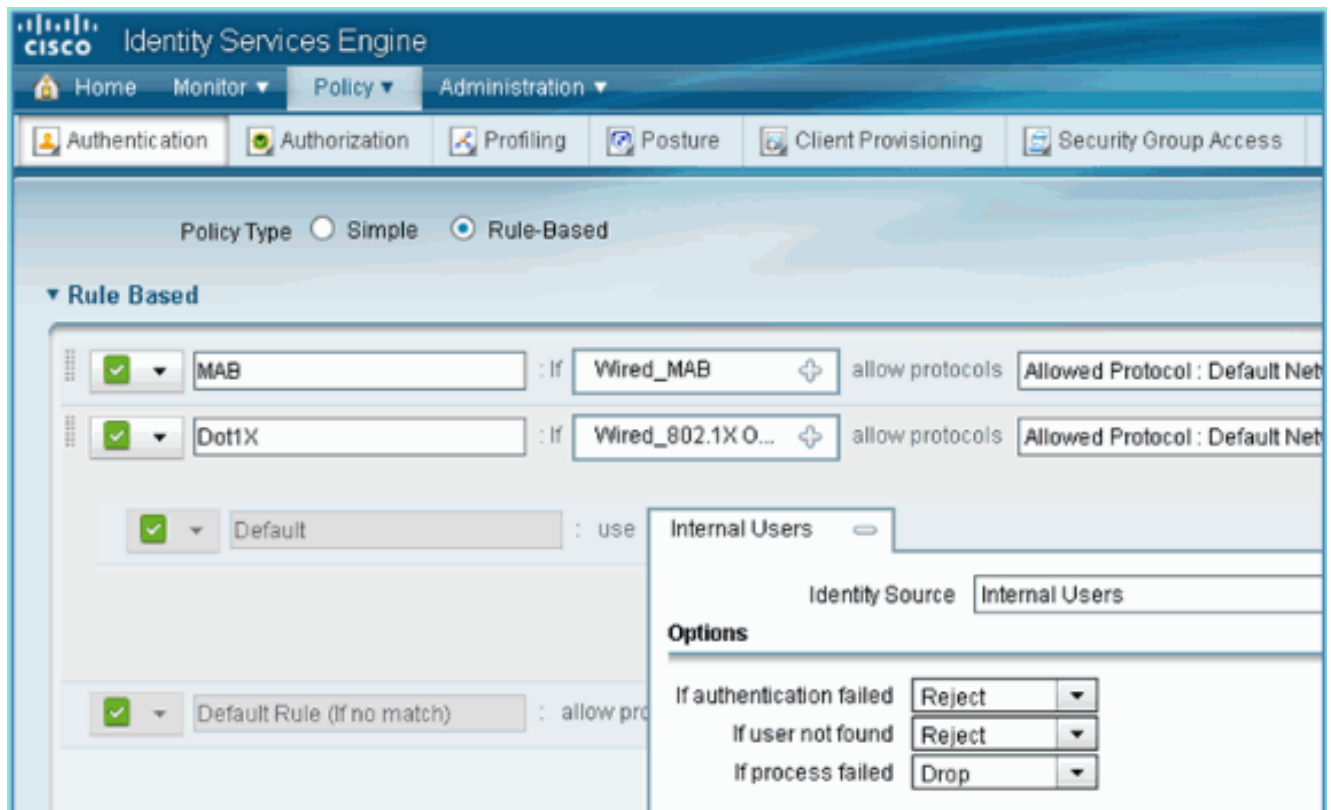 CISCO Identity Services Engine
Home Monitor Policy Administration
Authentication Authorization Profiling Posture Client Provisioning Security Group Access
Policy Type Simple Rule-Based
Rule Based
MAB : If Wired_MAB allow protocols Allowed Protocol : Default Net
Dot1X : If Wired_802.1X O... allow protocols Allowed Protocol : Default Net
Default : use Internal Users
Identity Source Internal Users
Options
If authentication failed Reject
Default Rule (If no match) : allow pro
If user not found Reject
If process failed Drop